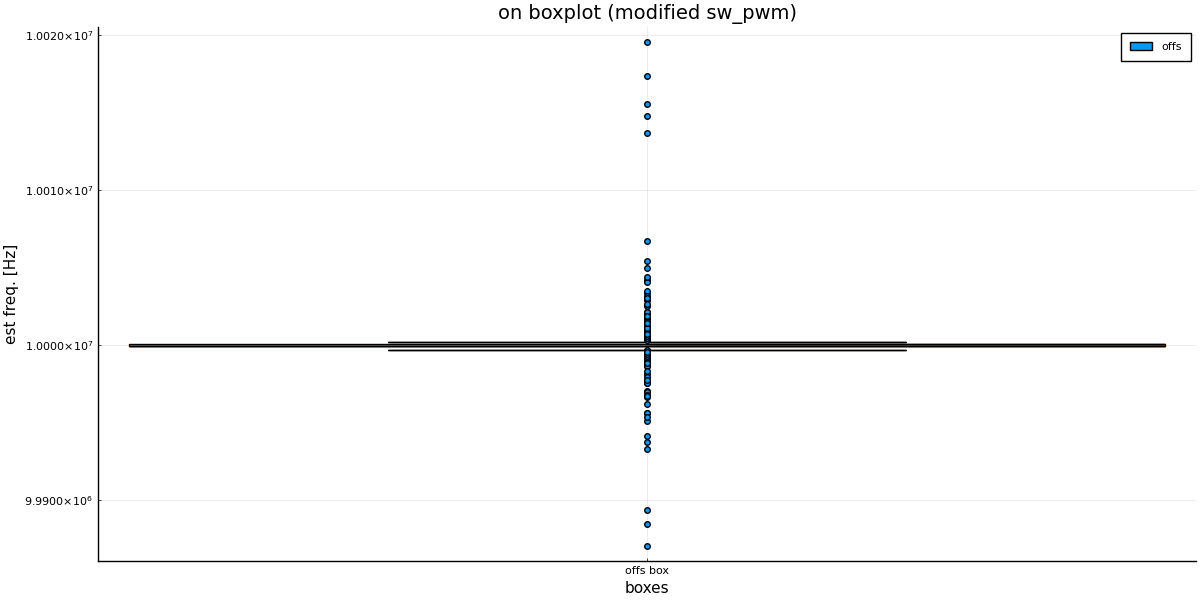 on boxplot (modified sw_pwm)
offs
1.0020×10⁷
1.0010×10⁷
1.0000×10⁷
9.9900×10⁶
est freq. [Hz]
offs box
boxes